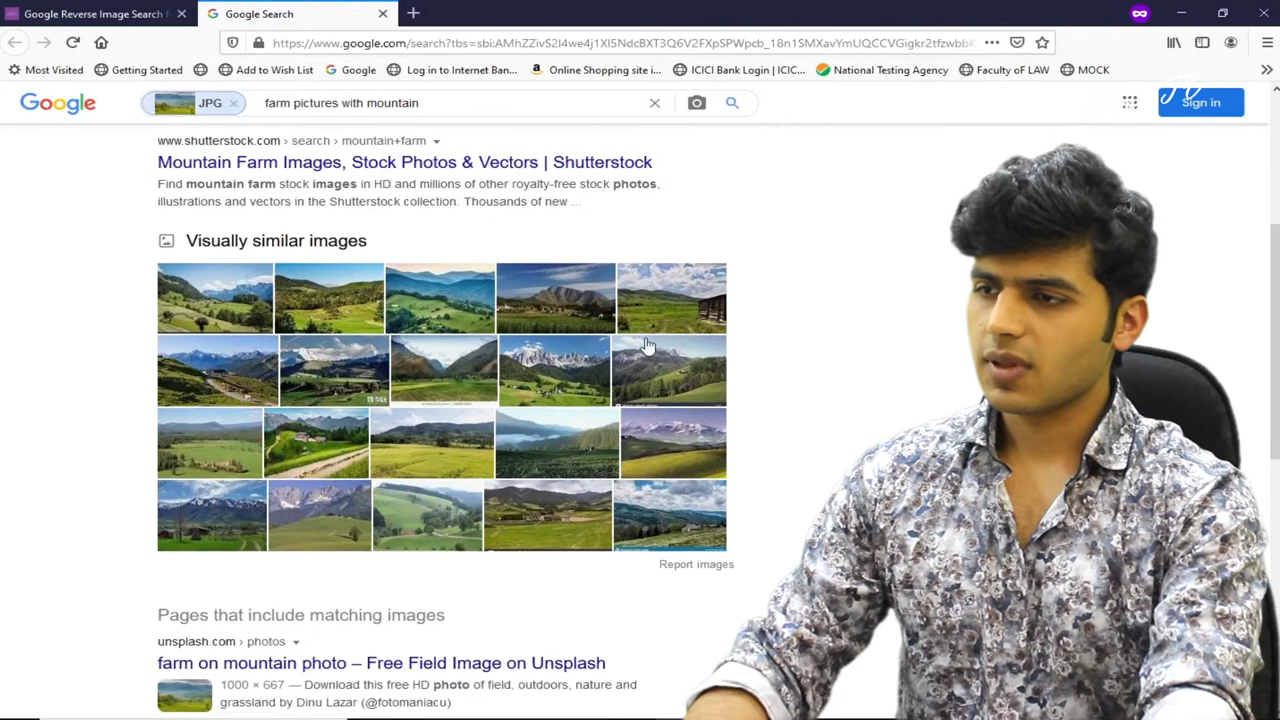 Google Reverse Image Search f
Google Search
https://www.google.com/search?tbs=sbi:AMhZZivS2l4we4j1Xl5NdcBXT3Q6V2FXpSPWpcb_18n1SMXavYmUQCCVGigkr2tfzwbbK
Most Visited
Getting Started
Add to Wish List
Google
Log in to Internet Ban...
Online Shopping site i...
ICICI Bank Login | ICIC...
National Testing Agency
Faculty oF LAW
MOCK
Google
JPG
farm pictures with mountain
Sign in
www.shutterstock.com › search › mountain+farm
Mountain Farm Images, Stock Photos & Vectors | Shutterstock
Find mountain farm stock images in HD and millions of other royalty-free stock photos,
illustrations and vectors in the Shutterstock collection. Thousands of new ...
Visually similar images
Report images
Pages that include matching images
unsplash.com › photos
farm on mountain photo – Free Field Image on Unsplash
1000 × 667 — Download this free HD photo of field, outdoors, nature and
grassland by Dinu Lazar (@fotomaniacu)